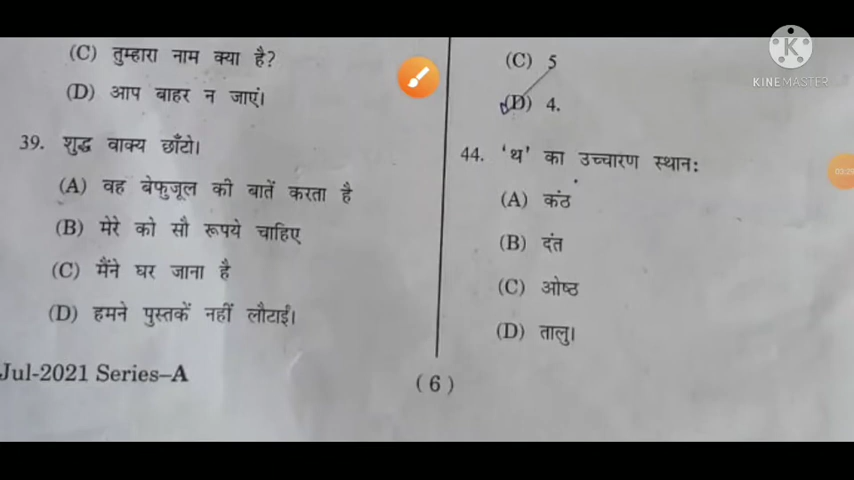 (C) तुम्हारा नाम क्या है?
(D) आप बाहर न जाएं।
39. शुद्ध वाक्य छाँटो।
(A) वह बेफुजूल की बातें करता है
(B) मेरे को सौ रूपये चाहिए
(C) मैंने घर जाना है
(D) हमने पुस्तकें नहीं लौटाईं।
Jul-2021 Series–A
(6)
(C) 5
(D) 4.
44. ‘थ’ का उच्चारण स्थानः
(A) कंठ
(B) दंत
(C) ओष्ठ
(D) तालु।
KINEMASTER